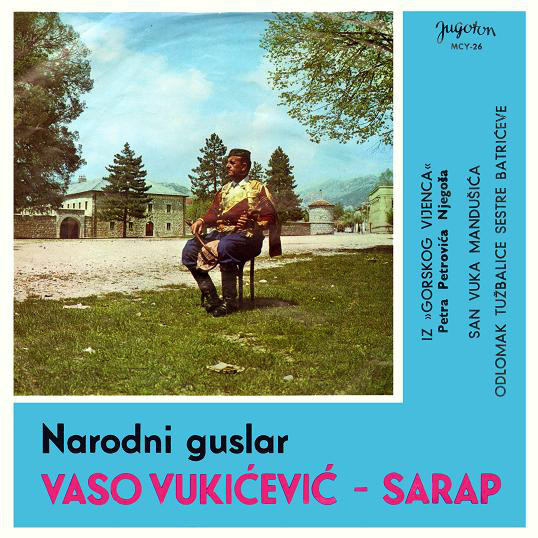 Jugoton
MCY-26
IZ »GORSKOG VIJENCA«
Petra Petrovića Njegoša
SAN VUKA MANDUŠIĆA
ODLOMAK TUŽBALICE SESTRE BATRIĆEVE
Narodni guslar
VASO VUKIĆEVIĆ - SARAP